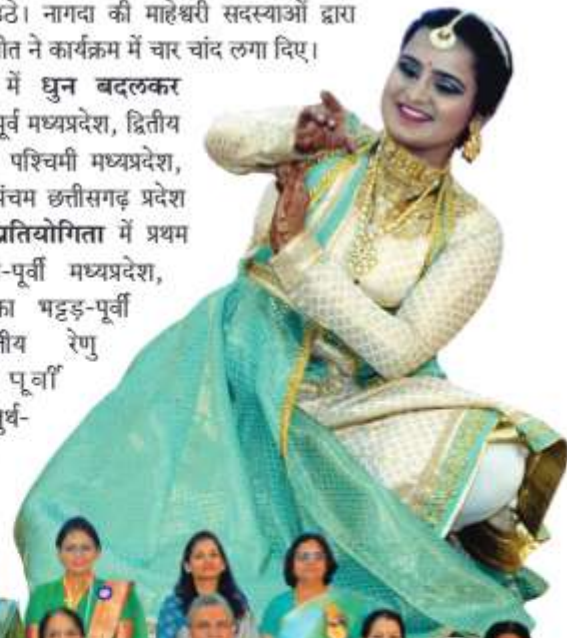 उठे। नागदा की माहेश्वरी सदस्याओं द्वारा
गीत ने कार्यक्रम में चार चांद लगा दिए।
में धुन बदलकर
पूर्व मध्यप्रदेश, द्वितीय
पश्चिमी मध्यप्रदेश,
पंचम छत्तीसगढ़ प्रदेश
प्रतियोगिता में प्रथम
-पूर्वी मध्यप्रदेश,
का भट्टड़-पूर्वी
रेणु
पूर्वी